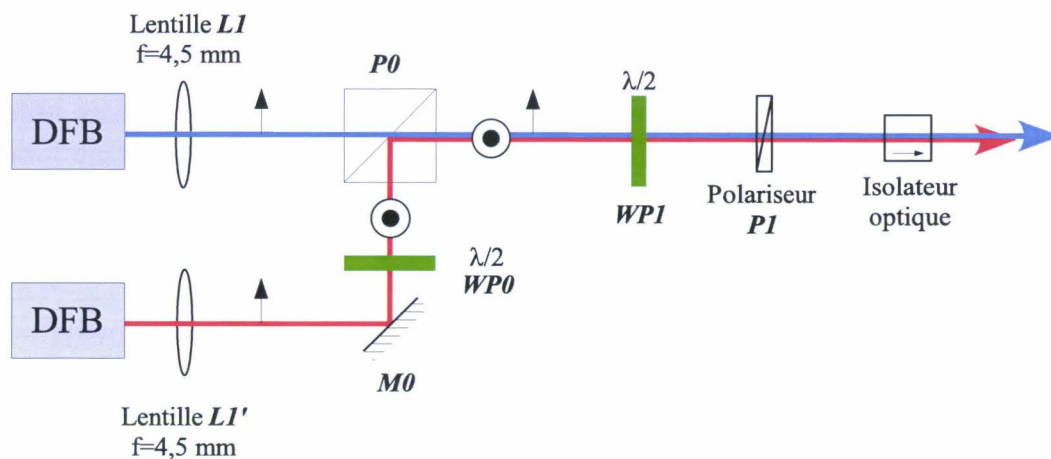 Lentille L1
f=4,5 mm
P0
λ/2
DFB
WP1
Polariseur
P1
Isolateur
optique
λ/2
WP0
DFB
M0
Lentille L1'
f=4,5 mm